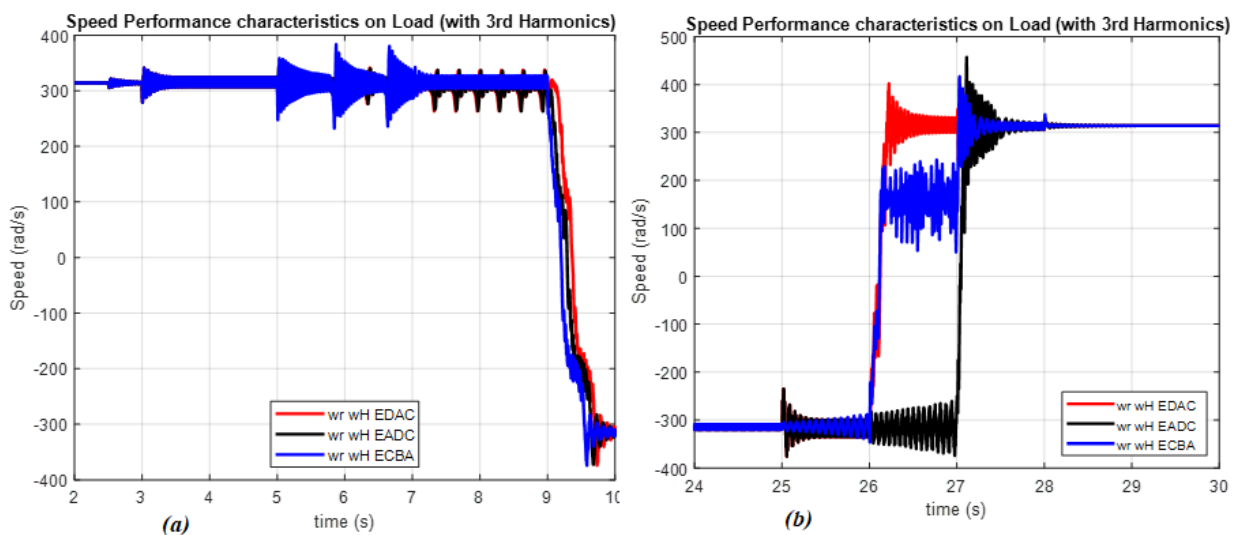 Speed Performance characteristics on Load (with 3rd Harmonics)
400
300
200
100
0
-100
-200
-300
-400
Speed (rad/s)
wr wH EDAC
wr wH EADC
wr wH ECBA
2 3 4 5 6 7 8 9 10
(a)
time (s)
Speed Performance characteristics on Load (with 3rd Harmonics)
500
400
300
200
100
0
-100
-200
-300
-400
Speed (rad/s)
wr wH EDAC
wr wH EADC
wr wH ECBA
24 25 26 27 28 29 30
(b)
time (s)